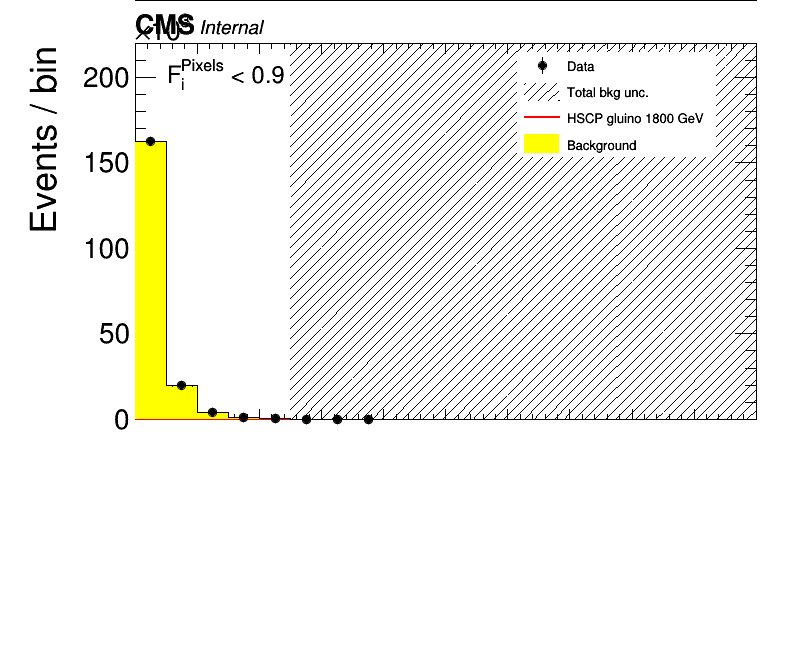 CMS Internal
×10
Events / bin
200
150
100
50
0
F_i^Pixels < 0.9
Data
Total bkg unc.
HSCP gluino 1800 GeV
Background